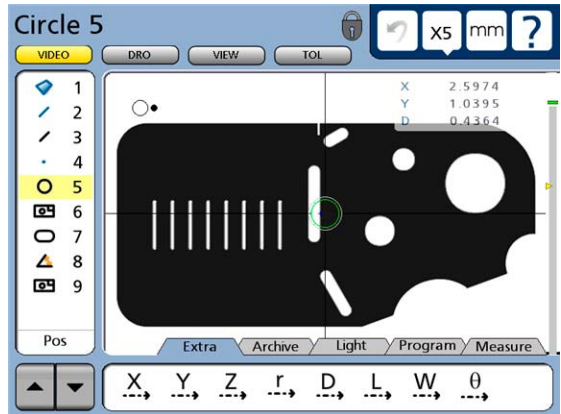 Circle 5
X5 mm ?
VIDEO DRO VIEW TOL
X 2.5974
Y 1.0395
D 0.4364
1
2
3
4
5
6
7
8
9
Pos
Extra Archive Light Program Measure
X Y Z r D L W θ